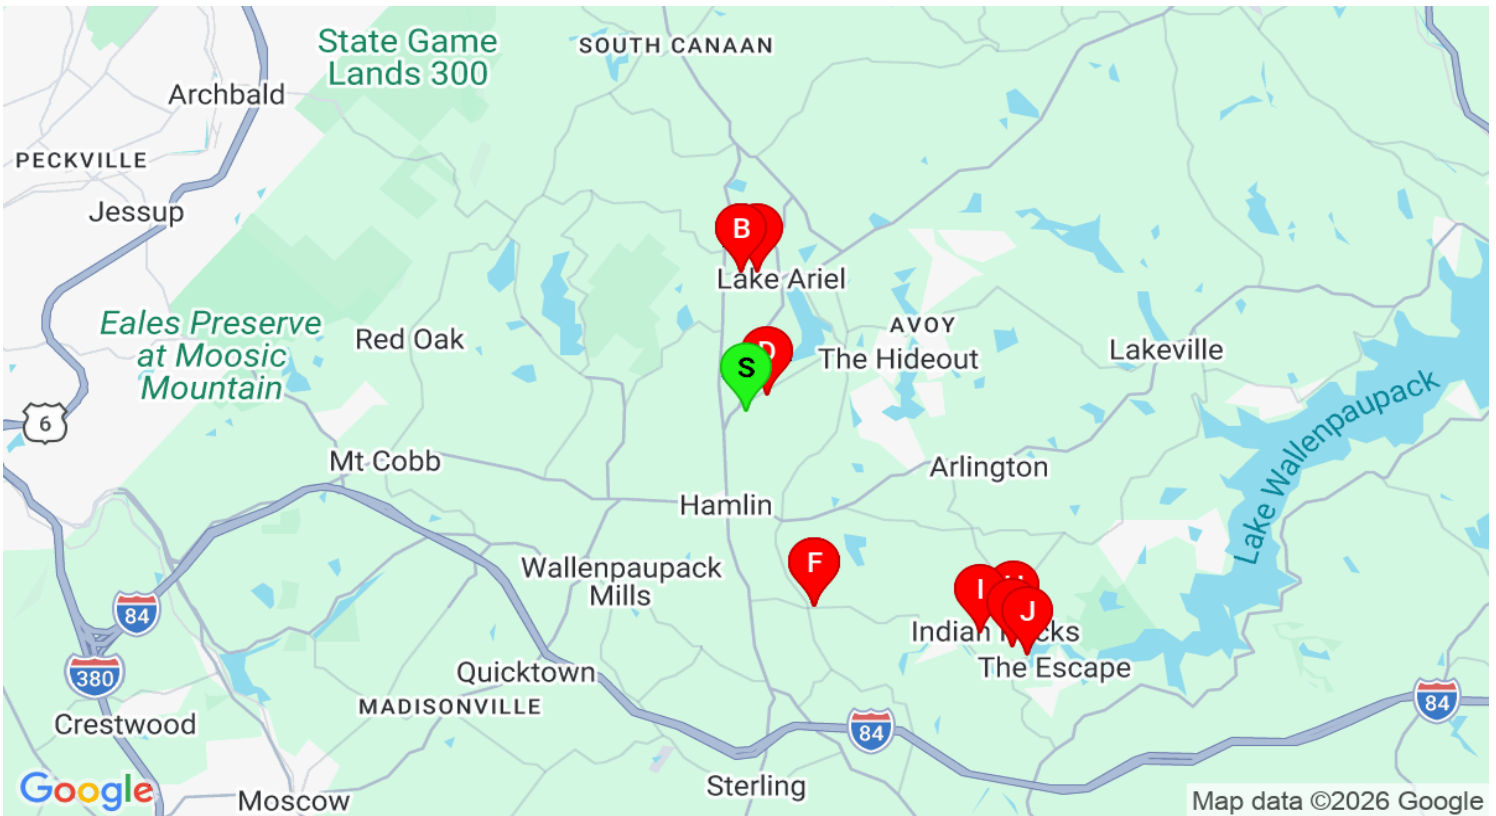 State Game
Lands 300
SOUTH CANAAN
Archbald
PECKVILLE
Jessup
B
Lake Ariel
Eales Preserve
at Moosic
Mountain
Red Oak
AVOY
The Hideout
Lakeville
D
S
6
Lake Wallenpaupack
Mt Cobb
Arlington
Hamlin
Wallenpaupack
Mills
F
I
J
84
Indian
The Escape
380
Quicktown
MADISONVILLE
Crestwood
84
84
Sterling
Google
Moscow
Map data ©2026 Google